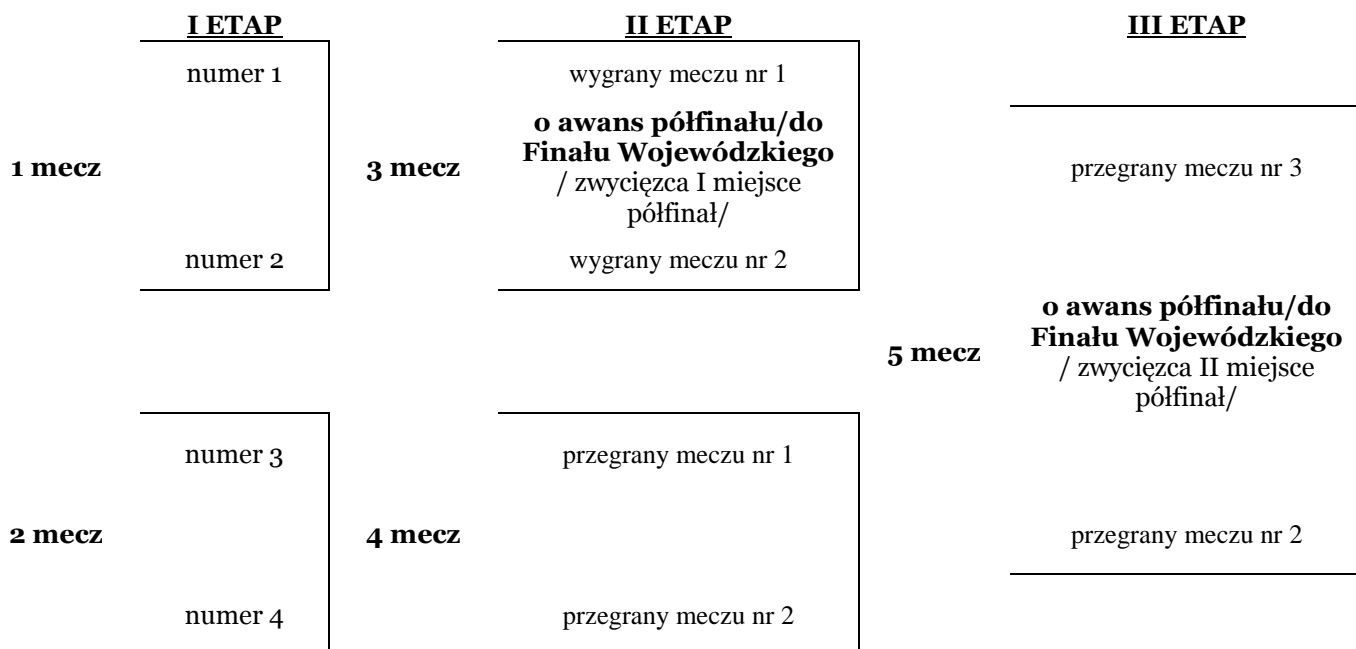 I ETAP
II ETAP
III ETAP
numer 1
wygrany meczu nr 1
1 mecz
3 mecz
o awans półfinału/do
Finału Wojewódzkiego
/ zwycięzca I miejsce
półfinał/
przegrany meczu nr 3
numer 2
wygrany meczu nr 2
5 mecz
o awans półfinału/do
Finału Wojewódzkiego
/ zwycięzca II miejsce
półfinał/
numer 3
przegrany meczu nr 1
2 mecz
4 mecz
przegrany meczu nr 2
numer 4
przegrany meczu nr 2